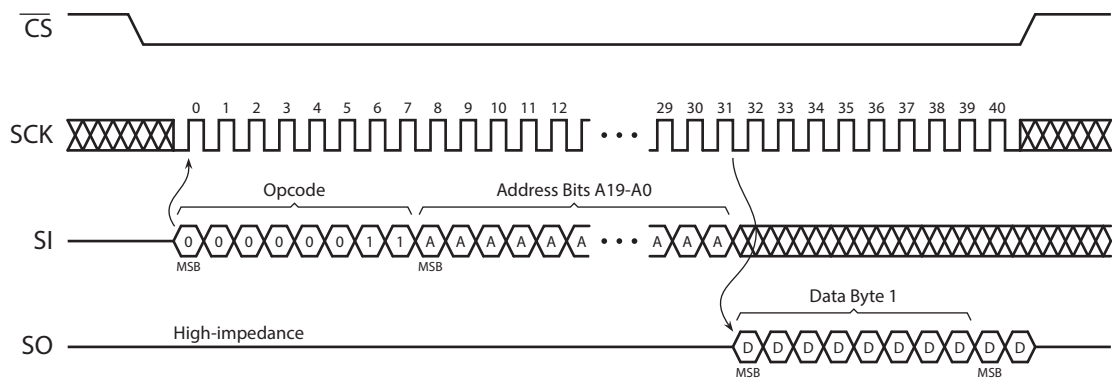 CS
0 1 2 3 4 5 6 7 8 9 10 11 12 29 30 31 32 33 34 35 36 37 38 39 40
SCK
Opcode Address Bits A19-A0
SI 0 0 0 0 0 0 1 1 A A A A A A • • • A A A
MSB MSB
Data Byte 1
High-impedance
SO D D D D D D D D D D
MSB MSB